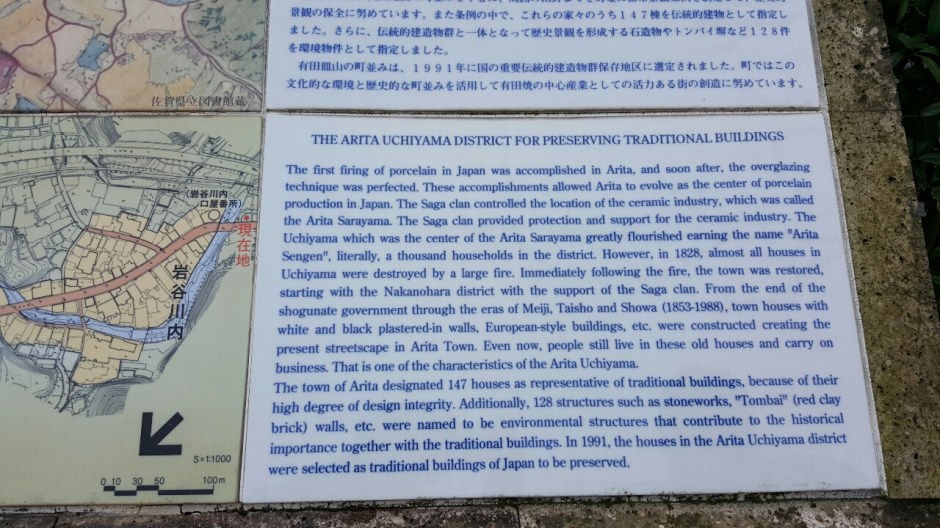 景観の保全に努めています。また条例の中で、これらの家々のうち147棟を伝統的建物として指定し
ました。さらに、伝統的建造物群と一体となって歴史景観を形成する石造物やトンバイ塀など128件
を環境物件として指定しました。
有田皿山の町並みは、1991年に国の重要伝統的建造物群保存地区に選定されました。町ではこの
文化的な環境と歴史的な町並みを活用して有田焼の中心産業としての活力ある街の創造に努めています。
佐賀県立図書館蔵
THE ARITA UCHIYAMA DISTRICT FOR PRESERVING TRADITIONAL BUILDINGS
The first firing of porcelain in Japan was accomplished in Arita, and soon after, the overglazing
technique was perfected. These accomplishments allowed Arita to evolve as the center of porcelain
production in Japan. The Saga clan controlled the location of the ceramic industry, which was called
the Arita Sarayama. The Saga clan provided protection and support for the ceramic industry. The
Uchiyama which was the center of the Arita Sarayama greatly flourished earning the name "Arita
Sengen", literally, a thousand households in the district. However, in 1828, almost all houses in
Uchiyama were destroyed by a large fire. Immediately following the fire, the town was restored,
starting with the Nakanohara district with the support of the Saga clan. From the end of the
shogunate government through the eras of Meiji, Taisho and Showa (1853-1988), town houses with
white and black plastered-in walls, European-style buildings, etc. were constructed creating the
present streetscape in Arita Town. Even now, people still live in these old houses and carry on
business. That is one of the characteristics of the Arita Uchiyama.
The town of Arita designated 147 houses as representative of traditional buildings, because of their
high degree of design integrity. Additionally, 128 structures such as stoneworks, "Tombai" (red clay
brick) walls, etc. were named to be environmental structures that contribute to the historical
importance together with the traditional buildings. In 1991, the houses in the Arita Uchiyama district
were selected as traditional buildings of Japan to be preserved.
(岩谷川内
口屋番所)
現在地
岩谷川内
S=1:1000
0 10 30 50 100m